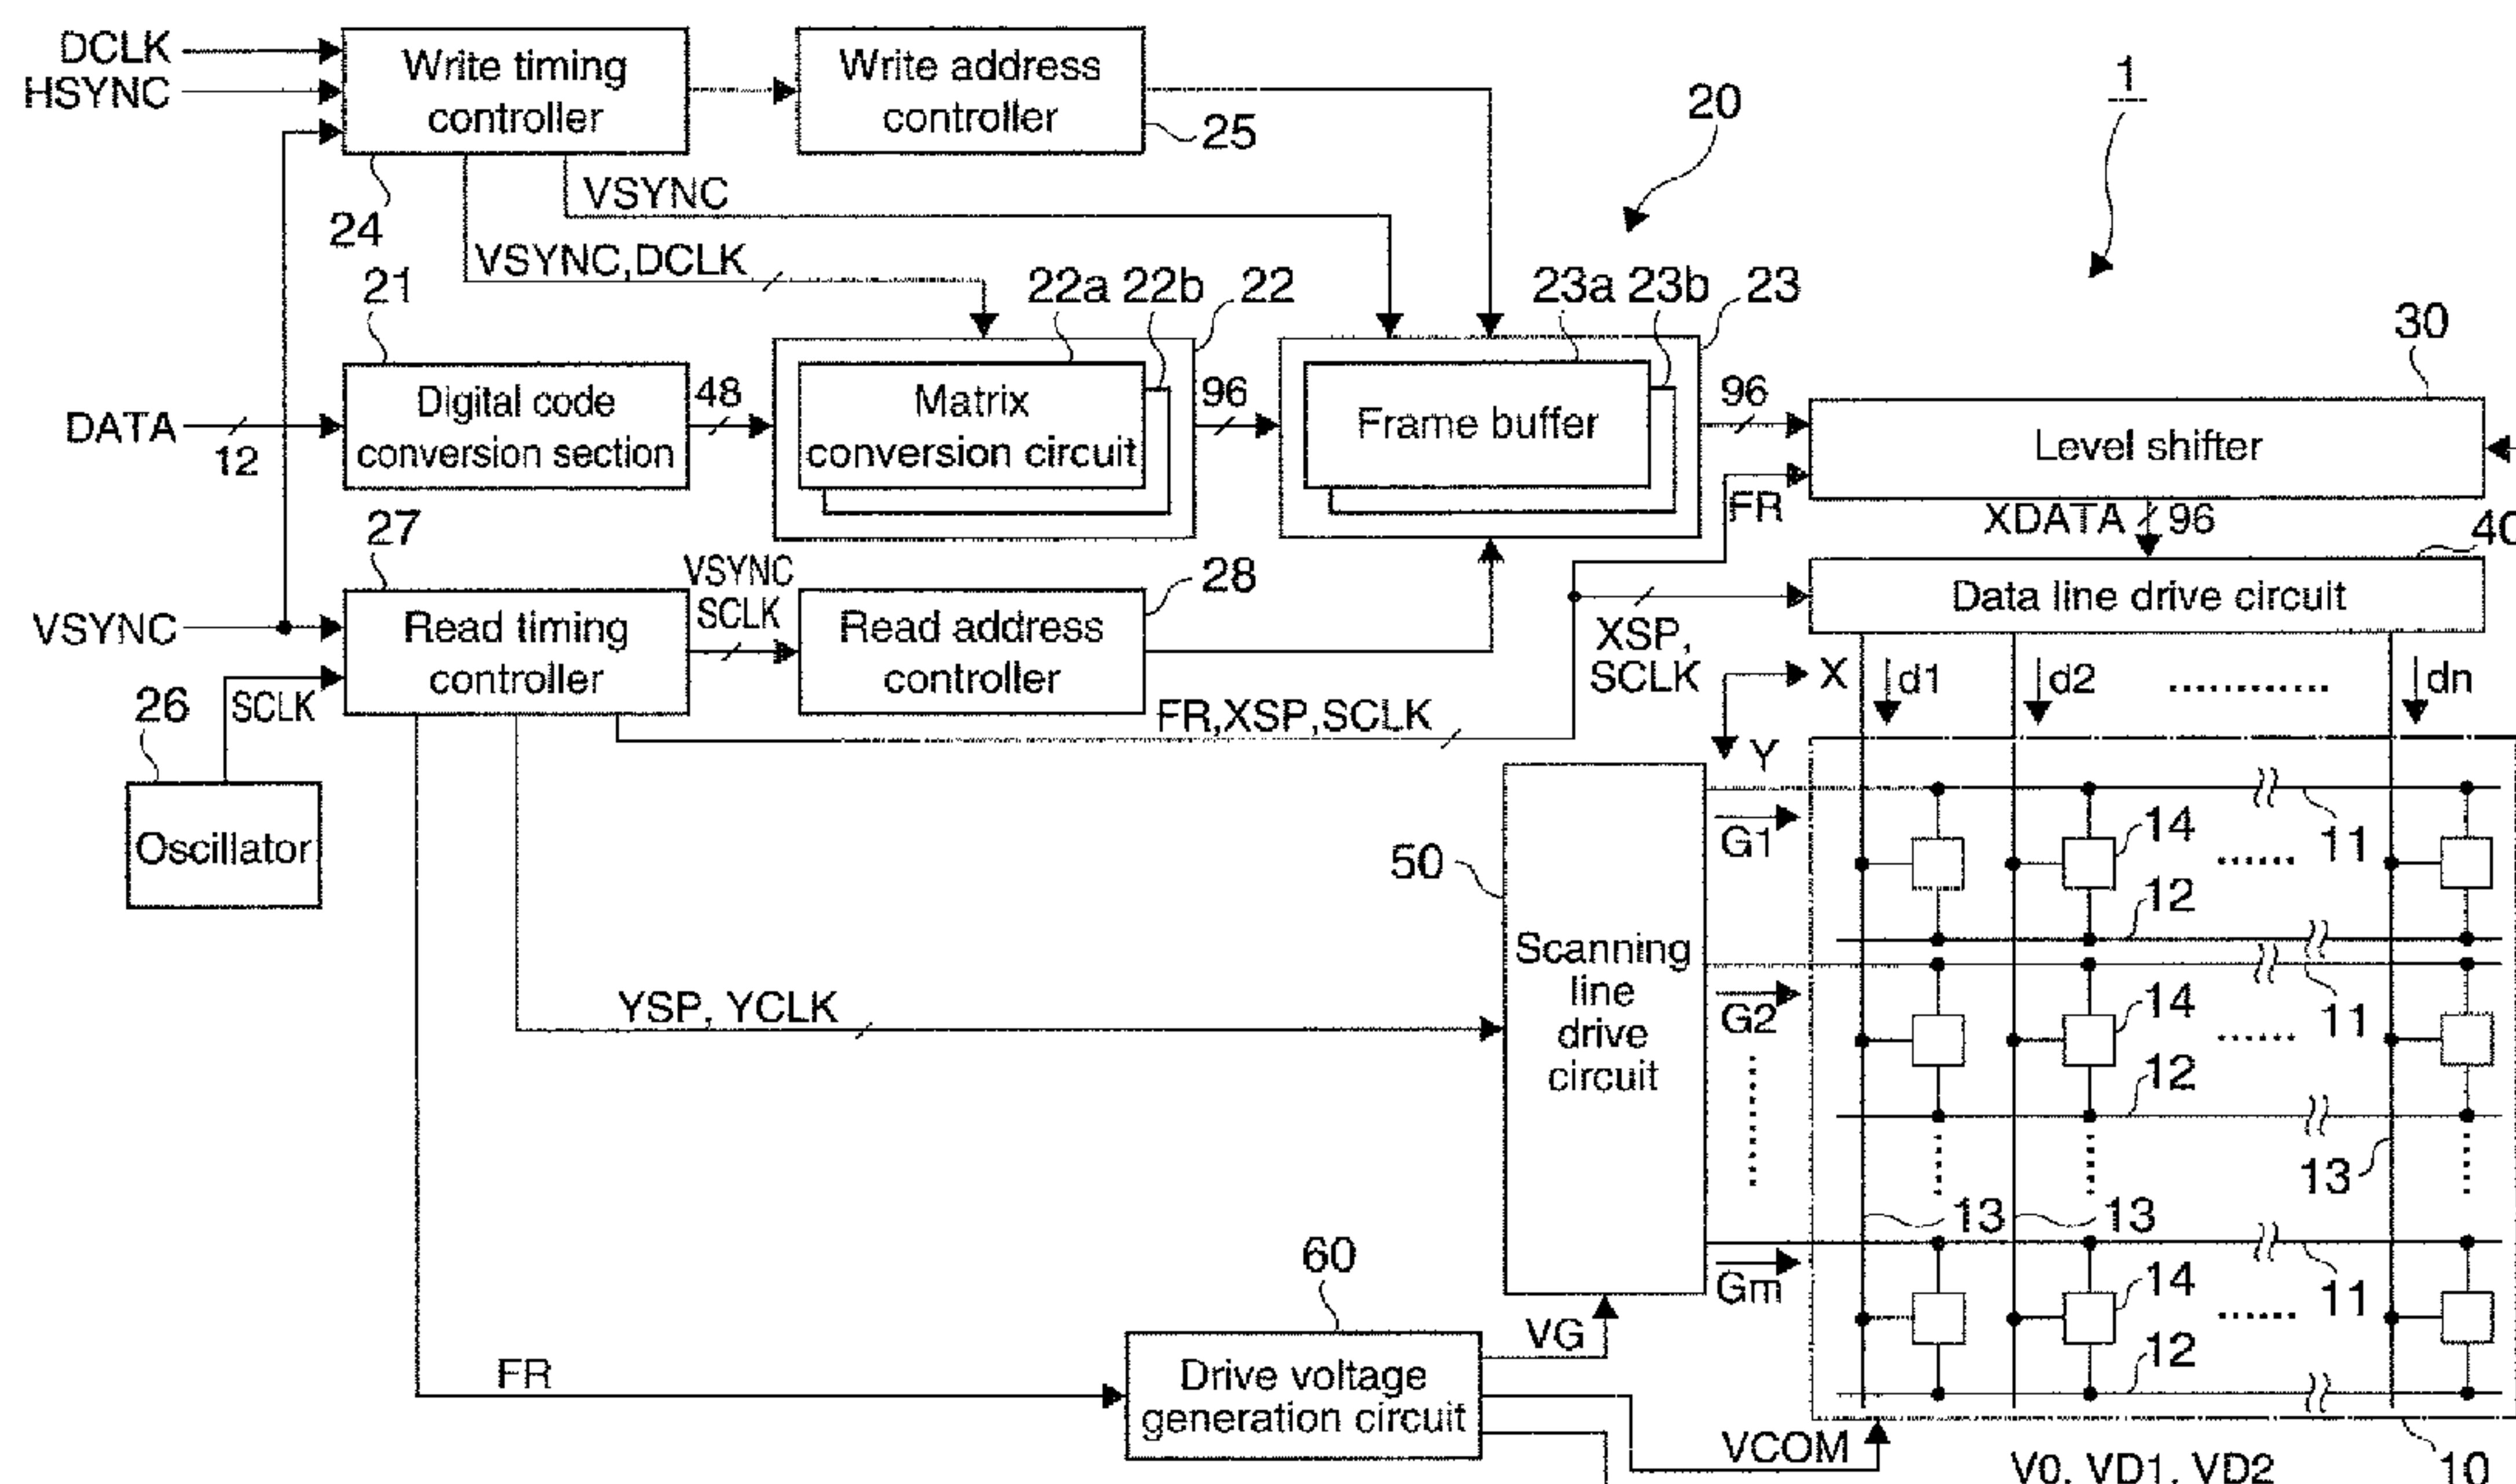 DCLK
HSYNC
Write timing
controller
Write address
controller
25
20
1
24
VSYNC
VSYNC,DCLK
21
22a 22b 22
23a 23b 23
30
DATA
12
Digital code
conversion section
48
Matrix
conversion circuit
96
Frame buffer
96
Level shifter
FR
XDATA 96
40
27
VSYNC
SCLK
28
VSYNC
Read timing
controller
Read address
controller
Data line drive circuit
XSP,
SCLK
X
d1
d2
............
dn
26
SCLK
FR,XSP,SCLK
Y
Oscillator
50
Scanning
line
drive
circuit
G1
14
11
12
G2
14
11
12
YSP, YCLK
13
13
13
Gm
14
11
12
60
VG
FR
Drive voltage
generation circuit
VCOM
V0, VD1, VD2
10